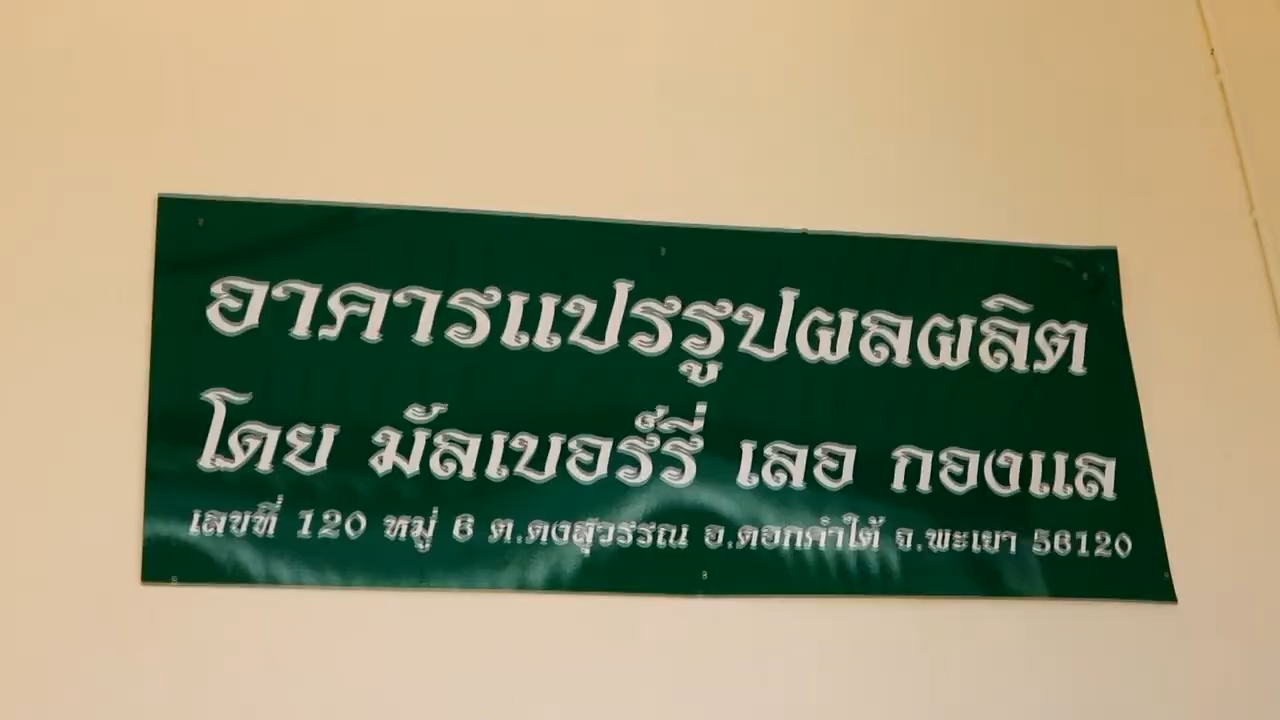 อาคารแปรรูปผลผลิต
โดย มัลเบอร์รี่ เลอ กองแล
เลขที่ 120 หมู่ 6 ต.ดงสุวรรณ อ.ดอกคำใต้ จ.พะเยา 56120